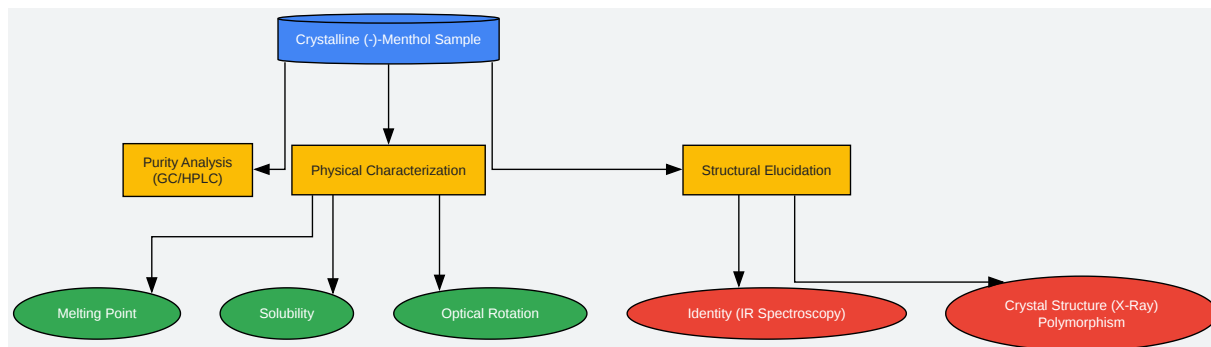 Crystalline (-)-Menthol Sample
Purity Analysis
(GC/HPLC)
Physical Characterization
Structural Elucidation
Melting Point
Solubility
Optical Rotation
Identity (IR Spectroscopy)
Crystal Structure (X-Ray)
Polymorphism